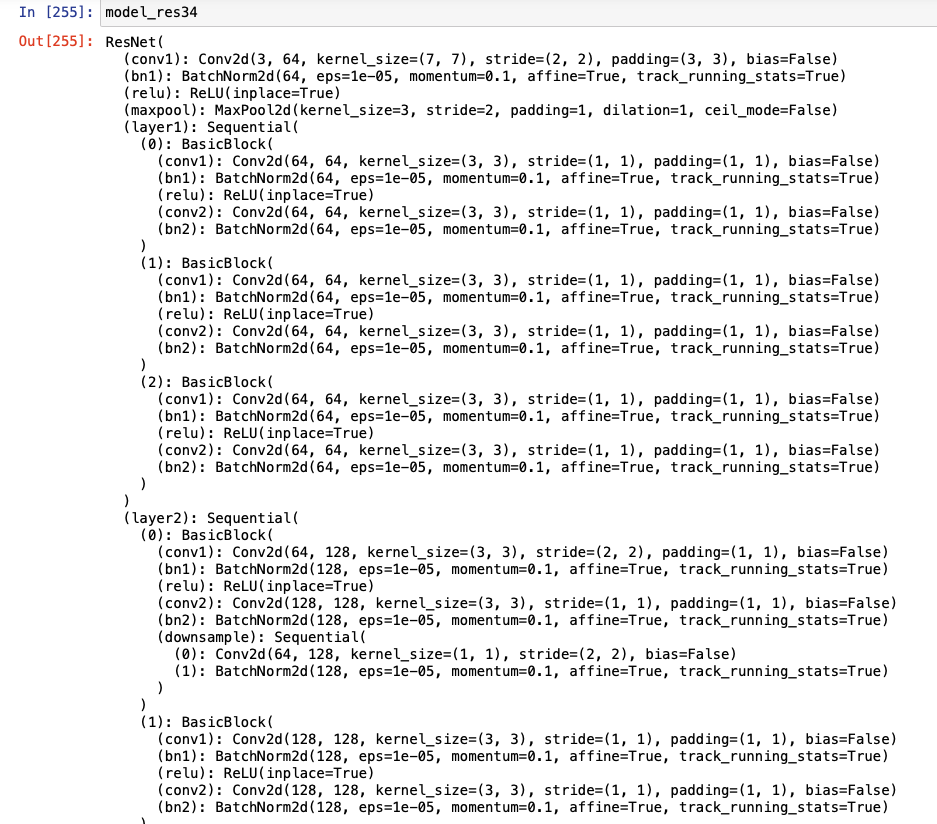 In [255]: model_res34
Out[255]: ResNet(
(conv1): Conv2d(3, 64, kernel_size=(7, 7), stride=(2, 2), padding=(3, 3), bias=False)
(bn1): BatchNorm2d(64, eps=1e-05, momentum=0.1, affine=True, track_running_stats=True)
(relu): ReLU(inplace=True)
(maxpool): MaxPool2d(kernel_size=3, stride=2, padding=1, dilation=1, ceil_mode=False)
(layer1): Sequential(
(0): BasicBlock(
(conv1): Conv2d(64, 64, kernel_size=(3, 3), stride=(1, 1), padding=(1, 1), bias=False)
(bn1): BatchNorm2d(64, eps=1e-05, momentum=0.1, affine=True, track_running_stats=True)
(relu): ReLU(inplace=True)
(conv2): Conv2d(64, 64, kernel_size=(3, 3), stride=(1, 1), padding=(1, 1), bias=False)
(bn2): BatchNorm2d(64, eps=1e-05, momentum=0.1, affine=True, track_running_stats=True)
)
(1): BasicBlock(
(conv1): Conv2d(64, 64, kernel_size=(3, 3), stride=(1, 1), padding=(1, 1), bias=False)
(bn1): BatchNorm2d(64, eps=1e-05, momentum=0.1, affine=True, track_running_stats=True)
(relu): ReLU(inplace=True)
(conv2): Conv2d(64, 64, kernel_size=(3, 3), stride=(1, 1), padding=(1, 1), bias=False)
(bn2): BatchNorm2d(64, eps=1e-05, momentum=0.1, affine=True, track_running_stats=True)
)
(2): BasicBlock(
(conv1): Conv2d(64, 64, kernel_size=(3, 3), stride=(1, 1), padding=(1, 1), bias=False)
(bn1): BatchNorm2d(64, eps=1e-05, momentum=0.1, affine=True, track_running_stats=True)
(relu): ReLU(inplace=True)
(conv2): Conv2d(64, 64, kernel_size=(3, 3), stride=(1, 1), padding=(1, 1), bias=False)
(bn2): BatchNorm2d(64, eps=1e-05, momentum=0.1, affine=True, track_running_stats=True)
)
)
(layer2): Sequential(
(0): BasicBlock(
(conv1): Conv2d(64, 128, kernel_size=(3, 3), stride=(2, 2), padding=(1, 1), bias=False)
(bn1): BatchNorm2d(128, eps=1e-05, momentum=0.1, affine=True, track_running_stats=True)
(relu): ReLU(inplace=True)
(conv2): Conv2d(128, 128, kernel_size=(3, 3), stride=(1, 1), padding=(1, 1), bias=False)
(bn2): BatchNorm2d(128, eps=1e-05, momentum=0.1, affine=True, track_running_stats=True)
(downsample): Sequential(
(0): Conv2d(64, 128, kernel_size=(1, 1), stride=(2, 2), bias=False)
(1): BatchNorm2d(128, eps=1e-05, momentum=0.1, affine=True, track_running_stats=True)
)
)
(1): BasicBlock(
(conv1): Conv2d(128, 128, kernel_size=(3, 3), stride=(1, 1), padding=(1, 1), bias=False)
(bn1): BatchNorm2d(128, eps=1e-05, momentum=0.1, affine=True, track_running_stats=True)
(relu): ReLU(inplace=True)
(conv2): Conv2d(128, 128, kernel_size=(3, 3), stride=(1, 1), padding=(1, 1), bias=False)
(bn2): BatchNorm2d(128, eps=1e-05, momentum=0.1, affine=True, track_running_stats=True)
)